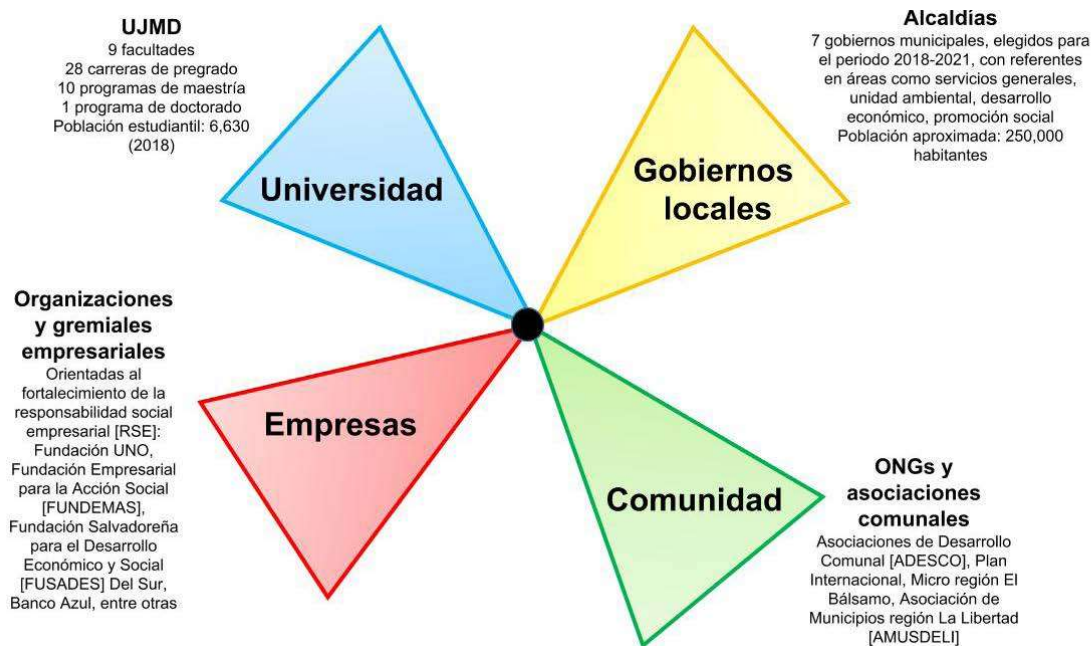 UJMD
9 facultades
28 carreras de pregrado
10 programas de maestría
1 programa de doctorado
Población estudiantil: 6,630
(2018)
Universidad
Alcaldías
7 gobiernos municipales, elegidos para
el periodo 2018-2021, con referentes
en áreas como servicios generales,
unidad ambiental, desarrollo
económico, promoción social
Población aproximada: 250,000
habitantes
Gobiernos
locales
Organizaciones
y gremiales
empresariales
Orientadas al
fortalecimiento de la
responsabilidad social
empresarial [RSE]:
Fundación UNO,
Fundación Empresarial
para la Acción Social
[FUNDEMAS],
Fundación Salvadoreña
para el Desarrollo
Económico y Social
[FUSADES] Del Sur,
Banco Azul, entre otras
Empresas
Comunidad
ONGs y
asociaciones
comunales
Asociaciones de Desarrollo
Comunal [ADESCO], Plan
Internacional, Micro región El
Bálsamo, Asociación de
Municipios región La Libertad
[AMUSDELI]